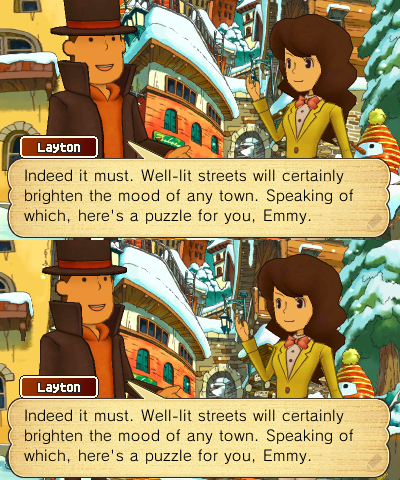 Layton
Indeed it must. Well-lit streets will certainly
brighten the mood of any town. Speaking of
which, here's a puzzle for you, Emmy.
Layton
Indeed it must. Well-lit streets will certainly
brighten the mood of any town. Speaking of
which, here's a puzzle for you, Emmy.